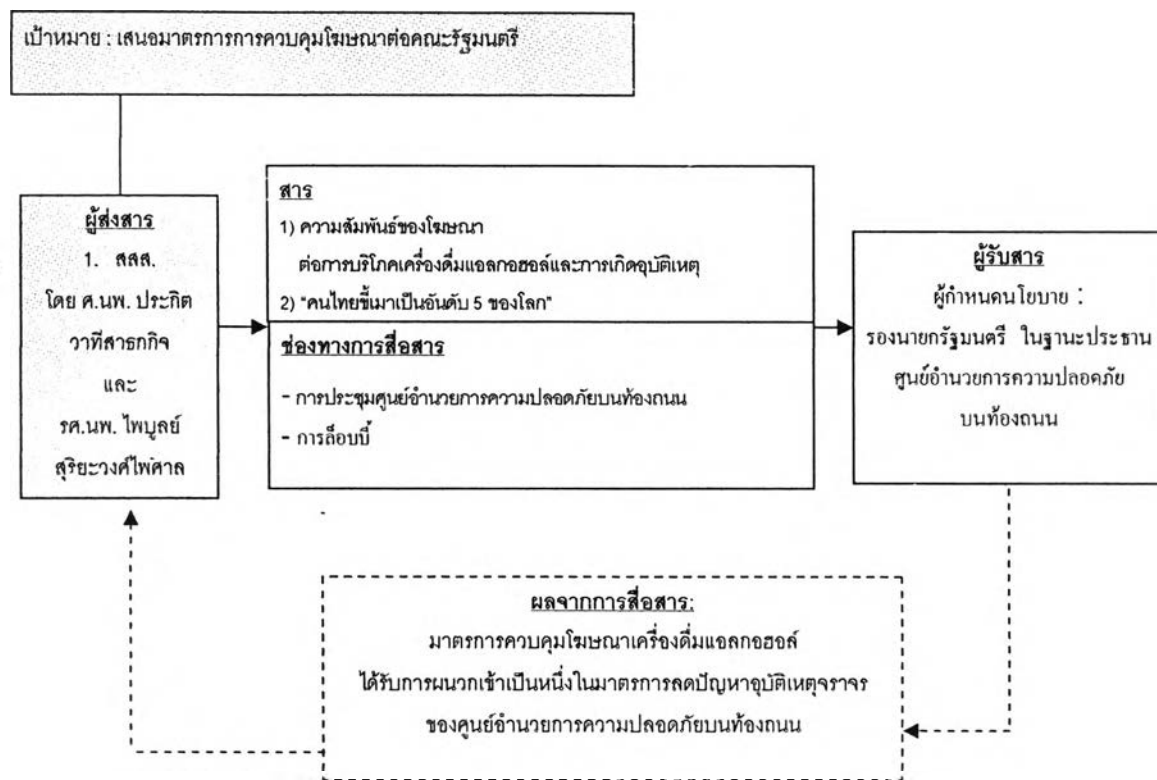 เป้าหมาย : เสนอมาตรการการควบคุมโฆษณาต่อคณะรัฐมนตรี
ผู้ส่งสาร
1. สสส.
โดย ศ.นพ. ประกิต
วาทีสาธกกิจ
และ
รศ.นพ. ไพบูลย์
สุริยะวงศ์ไพศาล
สาร
1) ความสัมพันธ์ของโฆษณา
ต่อการบริโภคเครื่องดื่มแอลกอฮอล์และการเกิดอุบัติเหตุ
2) “คนไทยขี้เมาเป็นอันดับ 5 ของโลก”
ช่องทางการสื่อสาร
- การประชุมศูนย์อำนวยการความปลอดภัยบนท้องถนน
- การล็อบบี้
ผู้รับสาร
ผู้กำหนดนโยบาย :
รองนายกรัฐมนตรี ในฐานะประธาน
ศูนย์อำนวยการความปลอดภัย
บนท้องถนน
ผลจากการสื่อสาร:
มาตรการควบคุมโฆษณาเครื่องดื่มแอลกอฮอล์
ได้รับการผนวกเข้าเป็นหนึ่งในมาตรการลดปัญหาอุบัติเหตุจราจร
ของศูนย์อำนวยการความปลอดภัยบนท้องถนน